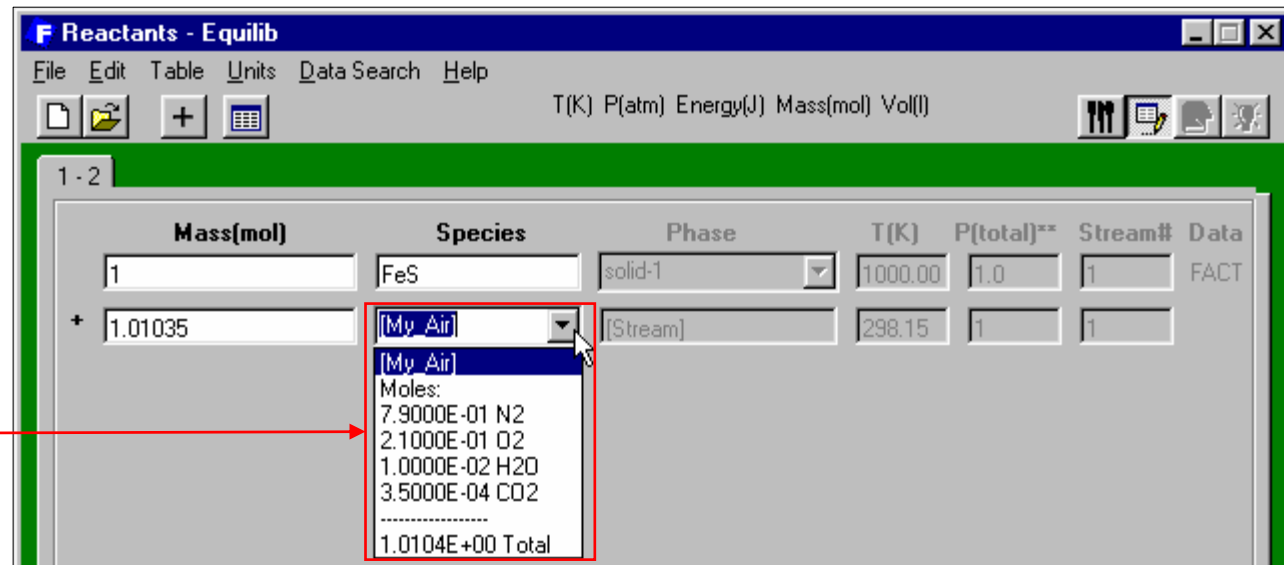 F Reactants - Equilib
File Edit Table Units Data Search Help
T(K) P(atm) Energy(J) Mass(mol) Vol(l)
1 - 2
Mass(mol) Species Phase T(K) P(total)** Stream# Data
1 FeS solid-1 1000.00 1.0 1 FACT
+ 1.01035 [My_Air] [Stream] 298.15 1 1
[My_Air]
Moles:
7.9000E-01 N2
2.1000E-01 O2
1.0000E-02 H2O
3.5000E-04 CO2
------------------
1.0104E+00 Total